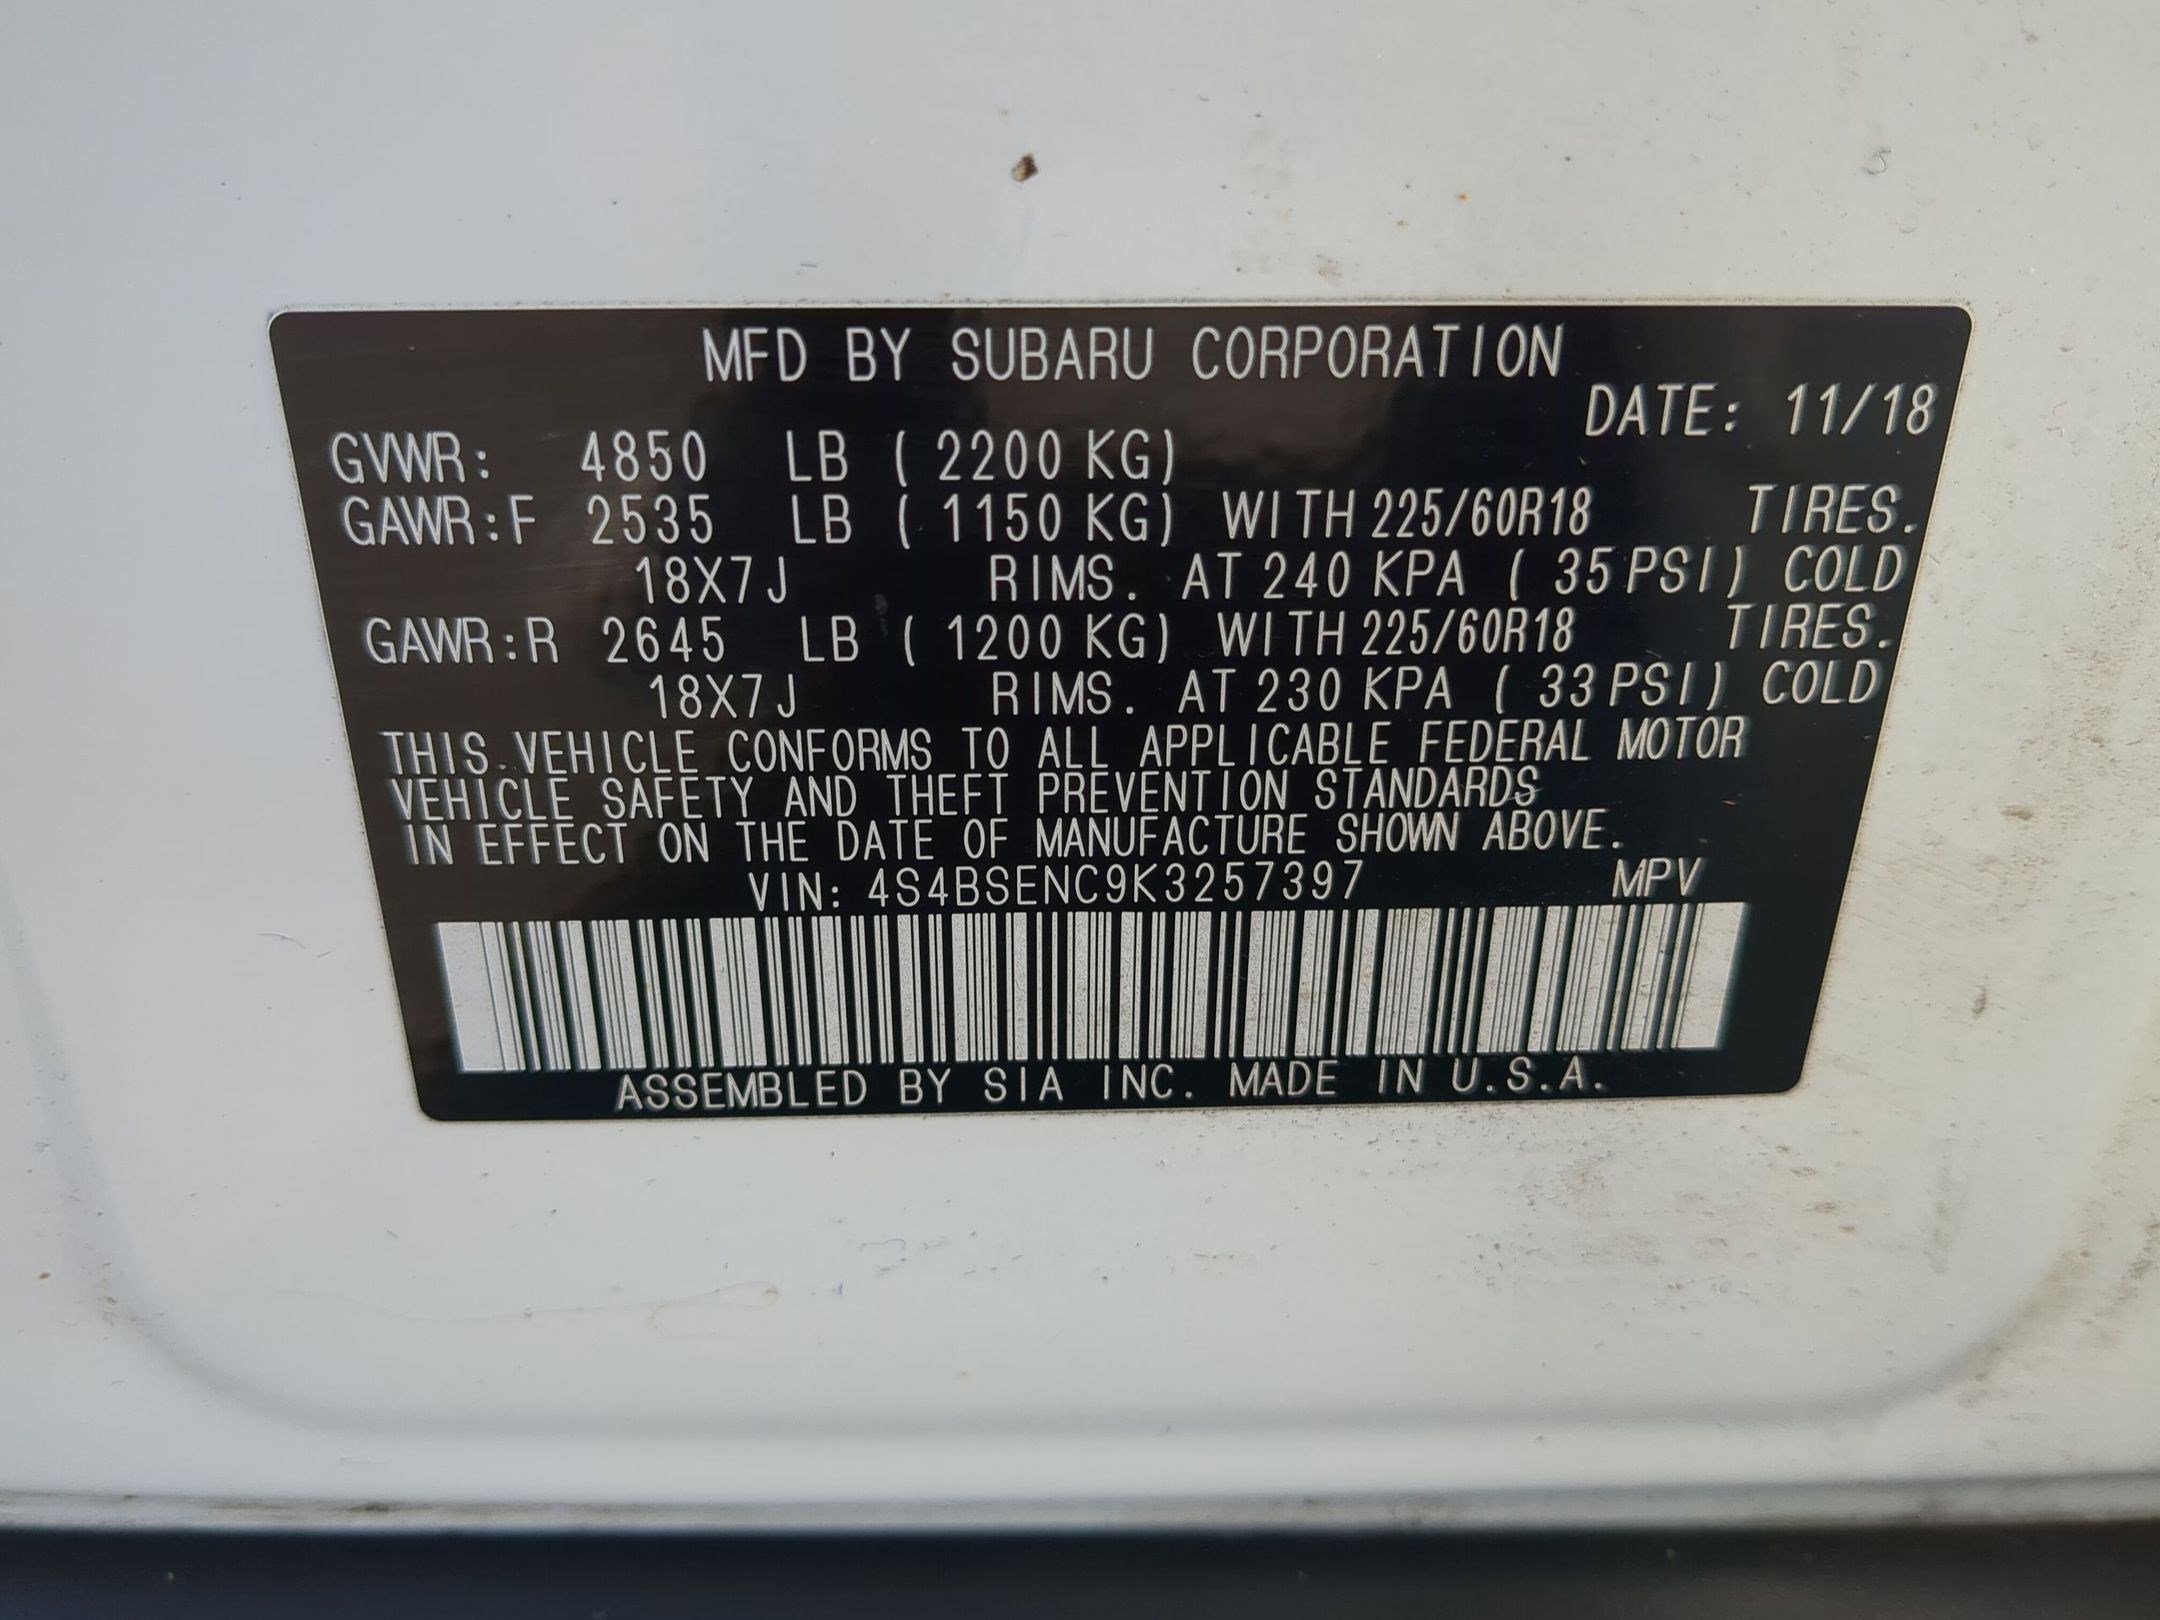 MFD BY SUBARU CORPORATION
DATE: 11/18
GVWR: 4850 LB ( 2200 KG)
GAWR:F 2535 LB ( 1150 KG) WITH 225/60R18 TIRES.
18X7J RIMS. AT 240 KPA ( 35 PSI) COLD
GAWR:R 2645 LB ( 1200 KG) WITH 225/60R18 TIRES.
18X7J RIMS. AT 230 KPA ( 33 PSI) COLD
THIS VEHICLE CONFORMS TO ALL APPLICABLE FEDERAL MOTOR
VEHICLE SAFETY AND THEFT PREVENTION STANDARDS
IN EFFECT ON THE DATE OF MANUFACTURE SHOWN ABOVE.
VIN: 4S4BSENC9K3257397 MPV
ASSEMBLED BY SIA INC. MADE IN U.S.A.